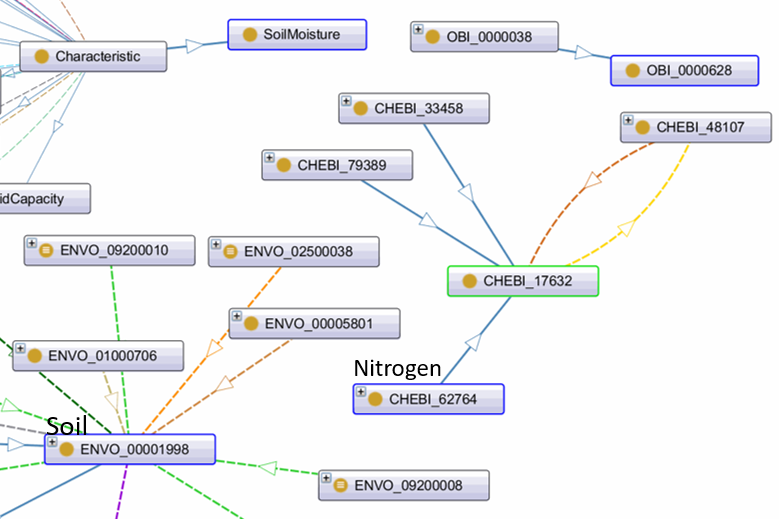 SoilMoisture
OBI_0000038
Characteristic
OBI_0000628
CHEBI_33458
CHEBI_48107
CHEBI_79389
idCapacity
ENVO_09200010
ENVO_02500038
CHEBI_17632
ENVO_00005801
ENVO_01000706
Nitrogen
CHEBI_62764
Soil
ENVO_00001998
ENVO_09200008